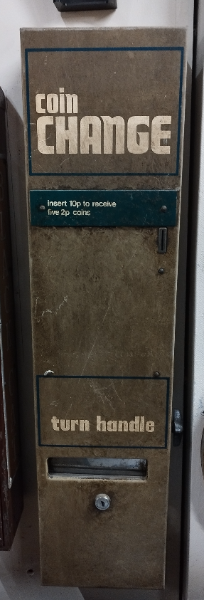 coin
CHANGE
Insert 10p to receive
five 2p coins
turn handle